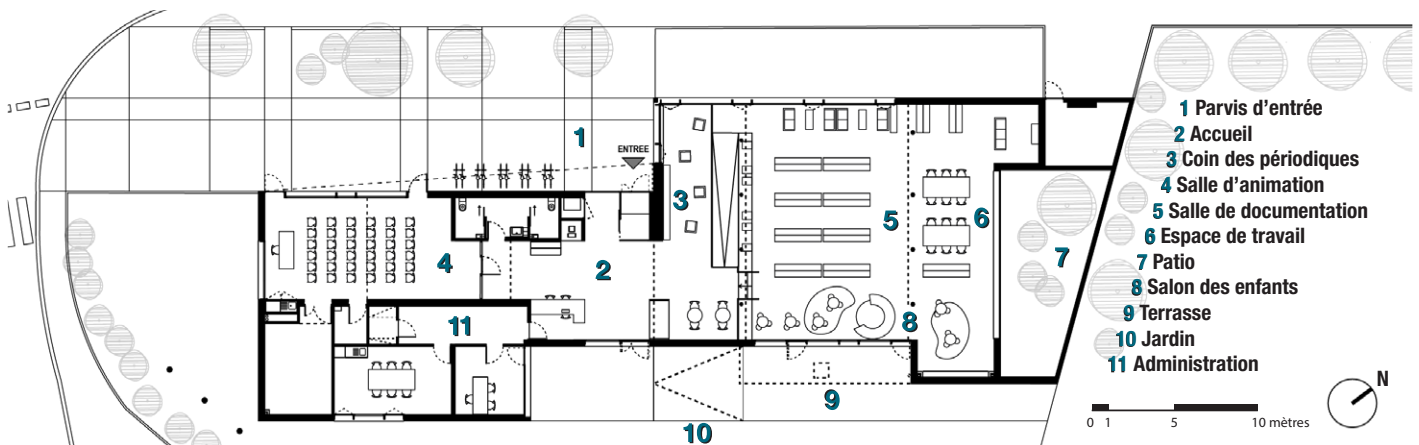 1
ENTREE
3
5
6
4
2
7
11
8
9
10
1 Parvis d'entrée
2 Accueil
3 Coin des périodiques
4 Salle d'animation
5 Salle de documentation
6 Espace de travail
7 Patio
8 Salon des enfants
9 Terrasse
10 Jardin
11 Administration
N
0 1 5 10 mètres